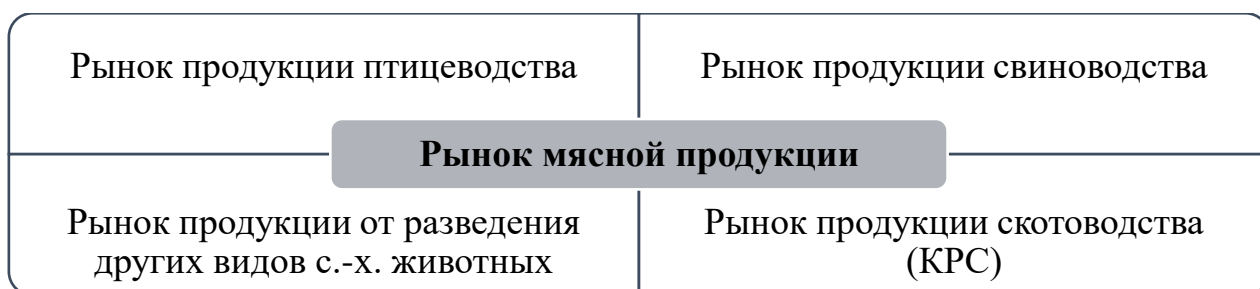 Рынок продукции птицеводства
Рынок продукции свиноводства
Рынок мясной продукции
Рынок продукции от разведения
других видов с.-х. животных
Рынок продукции скотоводства
(КРС)